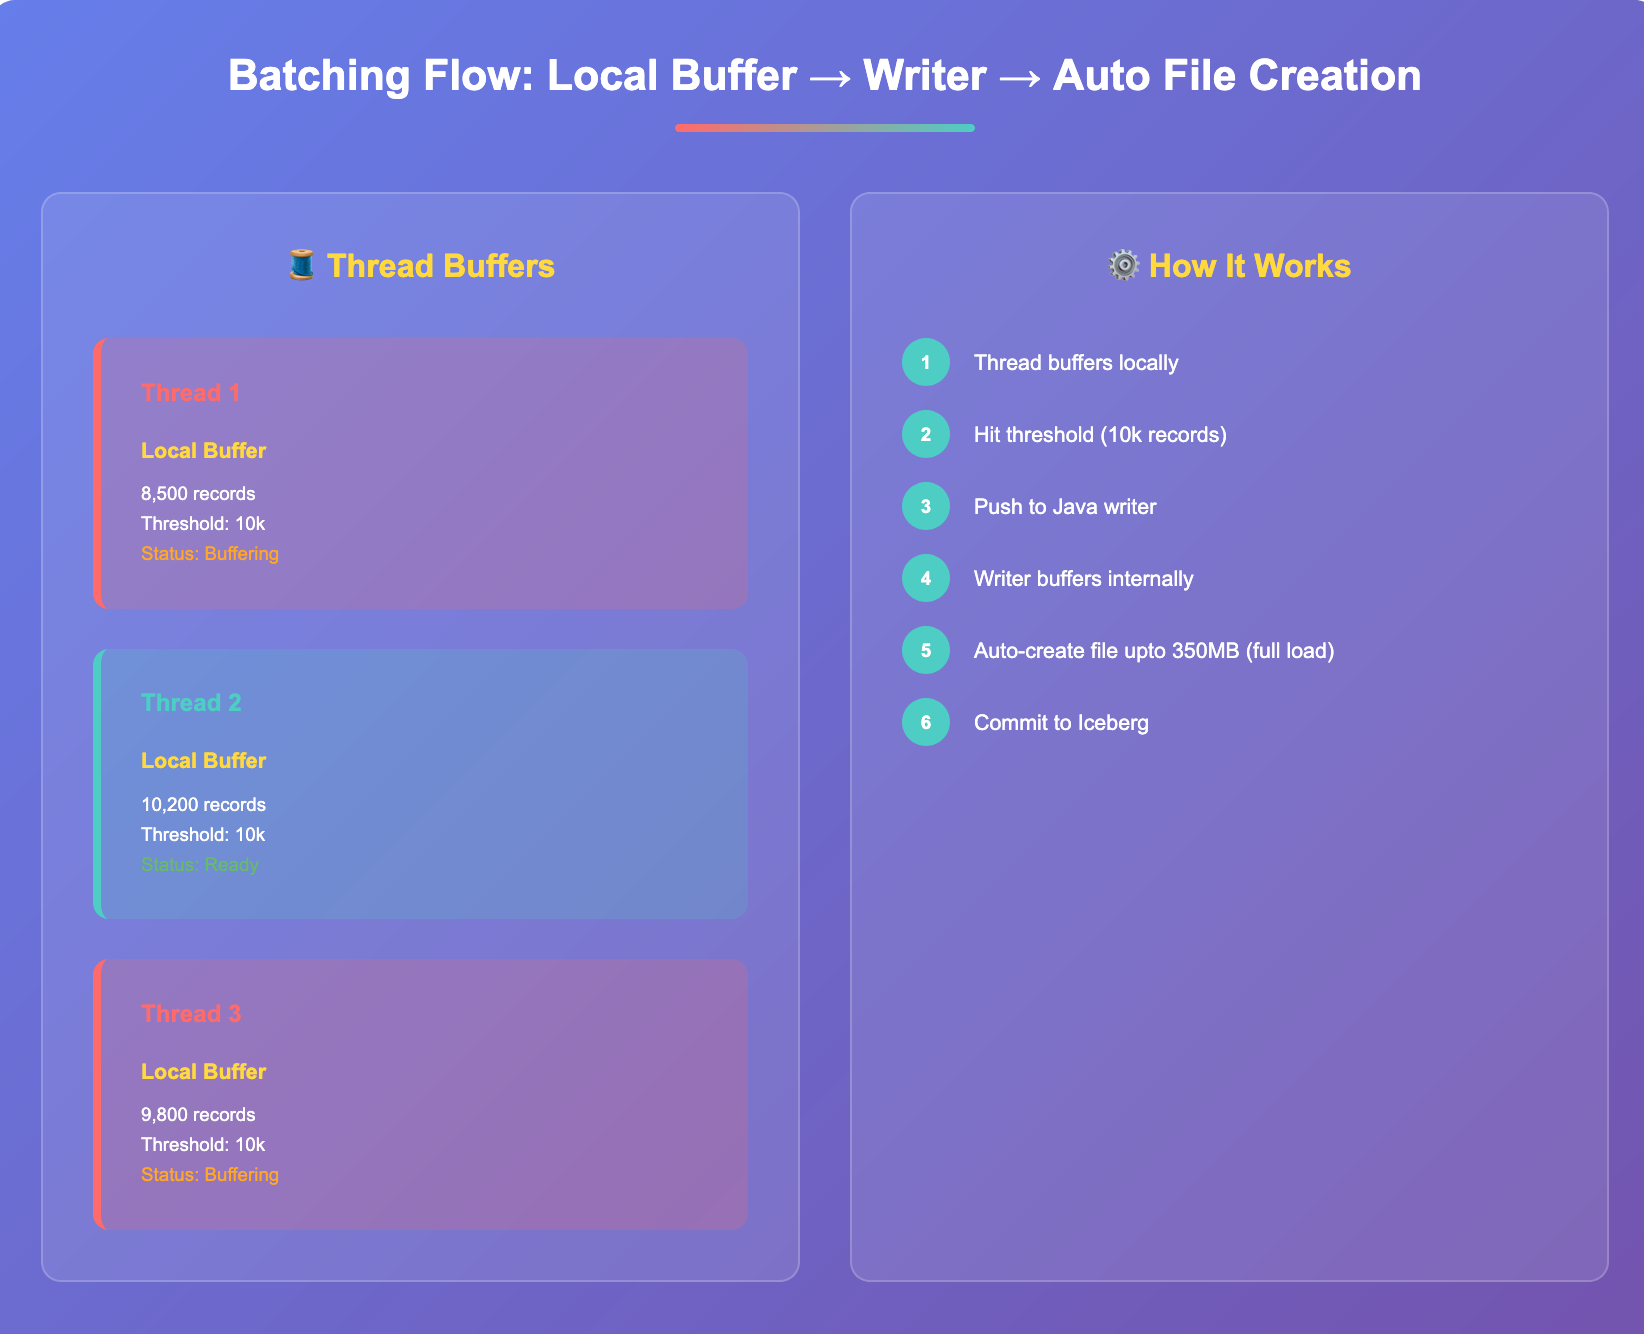 Batching Flow: Local Buffer → Writer → Auto File Creation
🧵 Thread Buffers
Thread 1
Local Buffer
8,500 records
Threshold: 10k
Status: Buffering
Thread 2
Local Buffer
10,200 records
Threshold: 10k
Status: Ready
Thread 3
Local Buffer
9,800 records
Threshold: 10k
Status: Buffering
⚙️ How It Works
1 Thread buffers locally
2 Hit threshold (10k records)
3 Push to Java writer
4 Writer buffers internally
5 Auto-create file upto 350MB (full load)
6 Commit to Iceberg